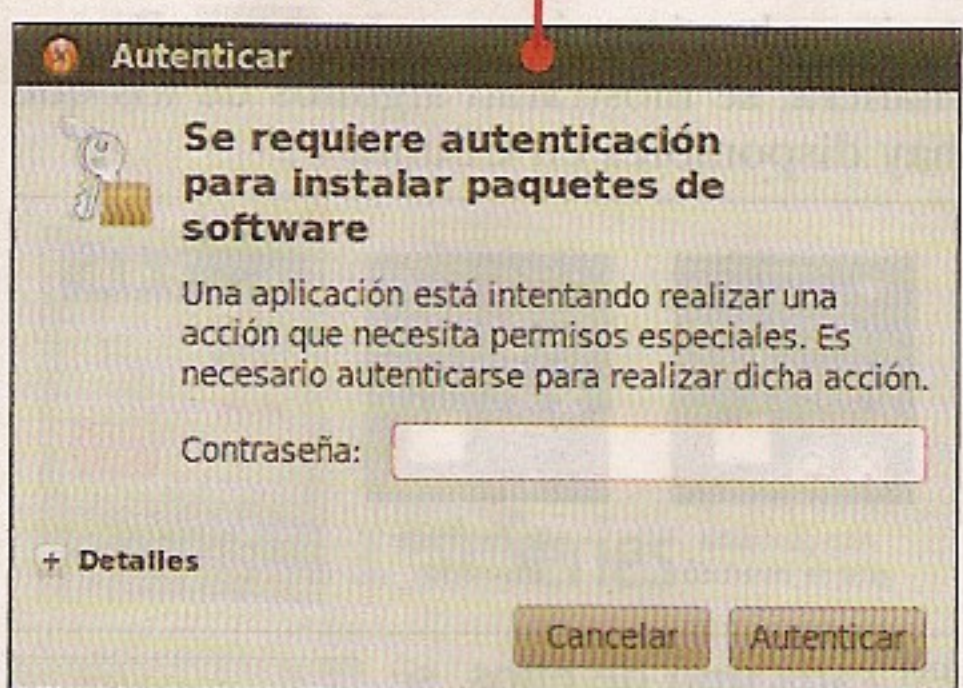 Autenticar
Se requiere autenticación
para instalar paquetes de
software
Una aplicación está intentando realizar una
acción que necesita permisos especiales. Es
necesario autenticarse para realizar dicha acción.
Contraseña:
+ Detalles
Cancelar Autenticar